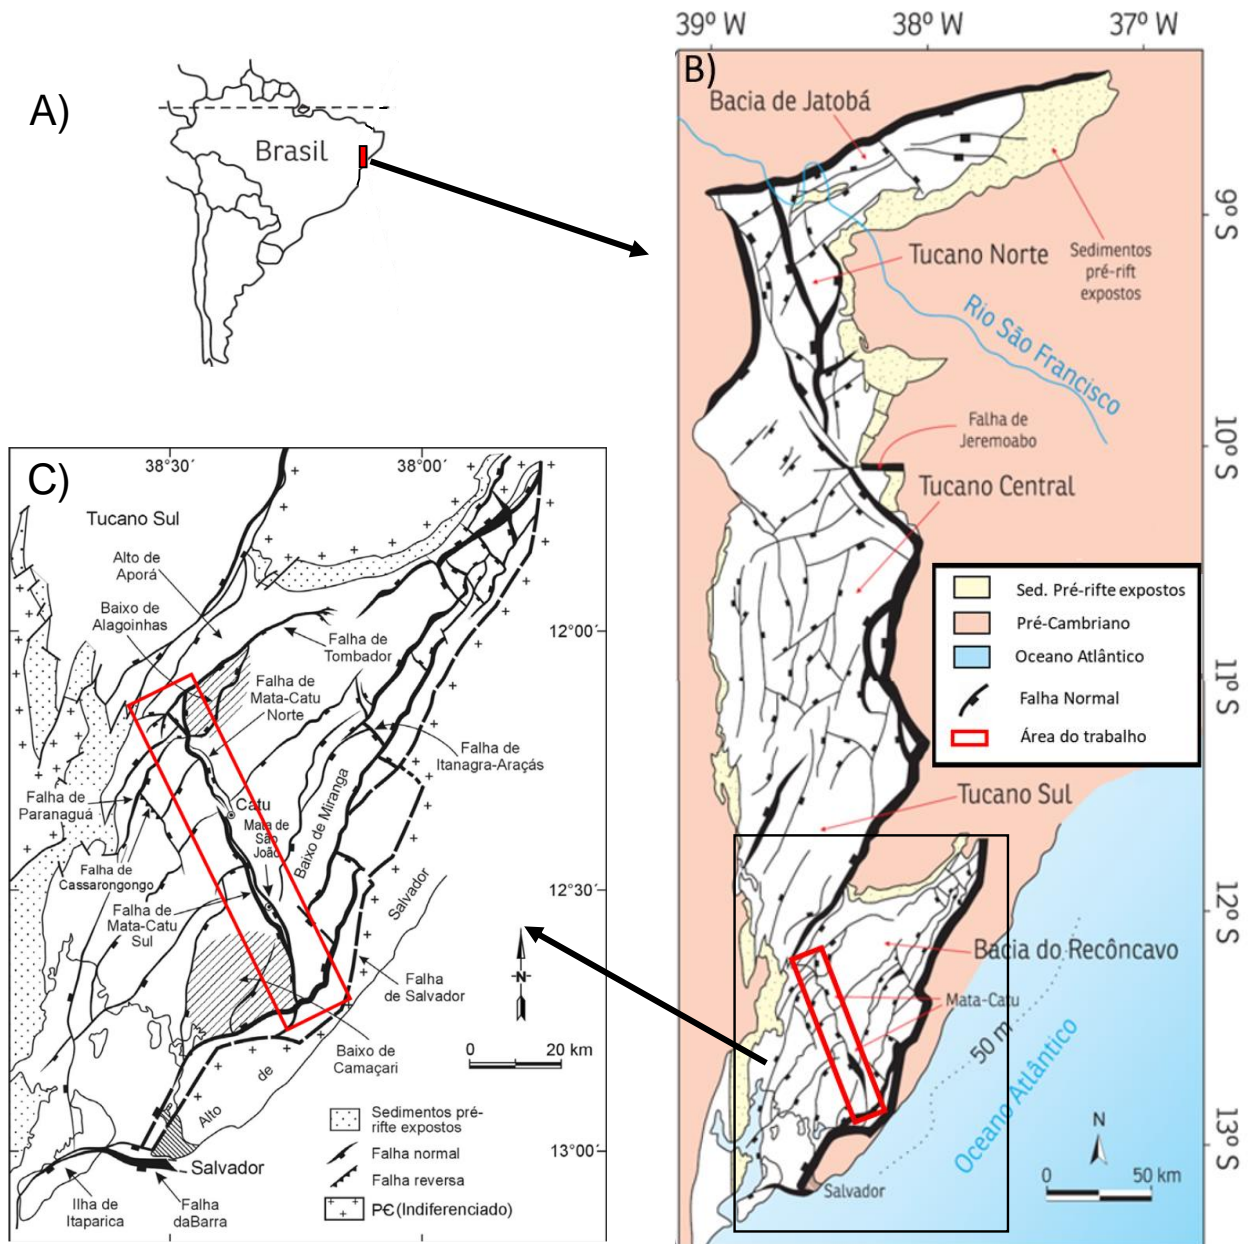 A)
Brasil
39º W
38º W
37º W
B)
Bacia de Jatobá
9º S
Tucano Norte
Sedimentos
pré-rift
expostos
Rio São Francisco
Falha de
Jeremoabo
10º S
Tucano Central
Sed. Pré-rifte expostos
Pré-Cambriano
Oceano Atlântico
Falha Normal
Área do trabalho
11º S
Tucano Sul
12º S
Bacia do Recôncavo
Mata-Catu
50 m
Oceano Atlântico
N
13º S
0
50 km
Salvador
C)
38°30′
38°00′
Tucano Sul
Alto de
Aporá
Baixo de
Alagoinhas
12°00′
Falha de
Tombador
Falha de
Mata-Catu
Norte
Falha de
Itanagra-Araçás
Falha de
Paranaguá
Catu
Mata de
São
João
Baixo de Miranga
Falha de
Cassarongongo
12°30′
Falha de
Mata-Catu
Sul
Salvador
N
Falha
de Salvador
0
20 km
Baixo de
Camaçari
de
Alto
Sedimentos pré-
rifte expostos
Falha normal
Falha reversa
PЄ (Indiferenciado)
13°00′
Salvador
Ilha de
Itaparica
Falha
daBarra